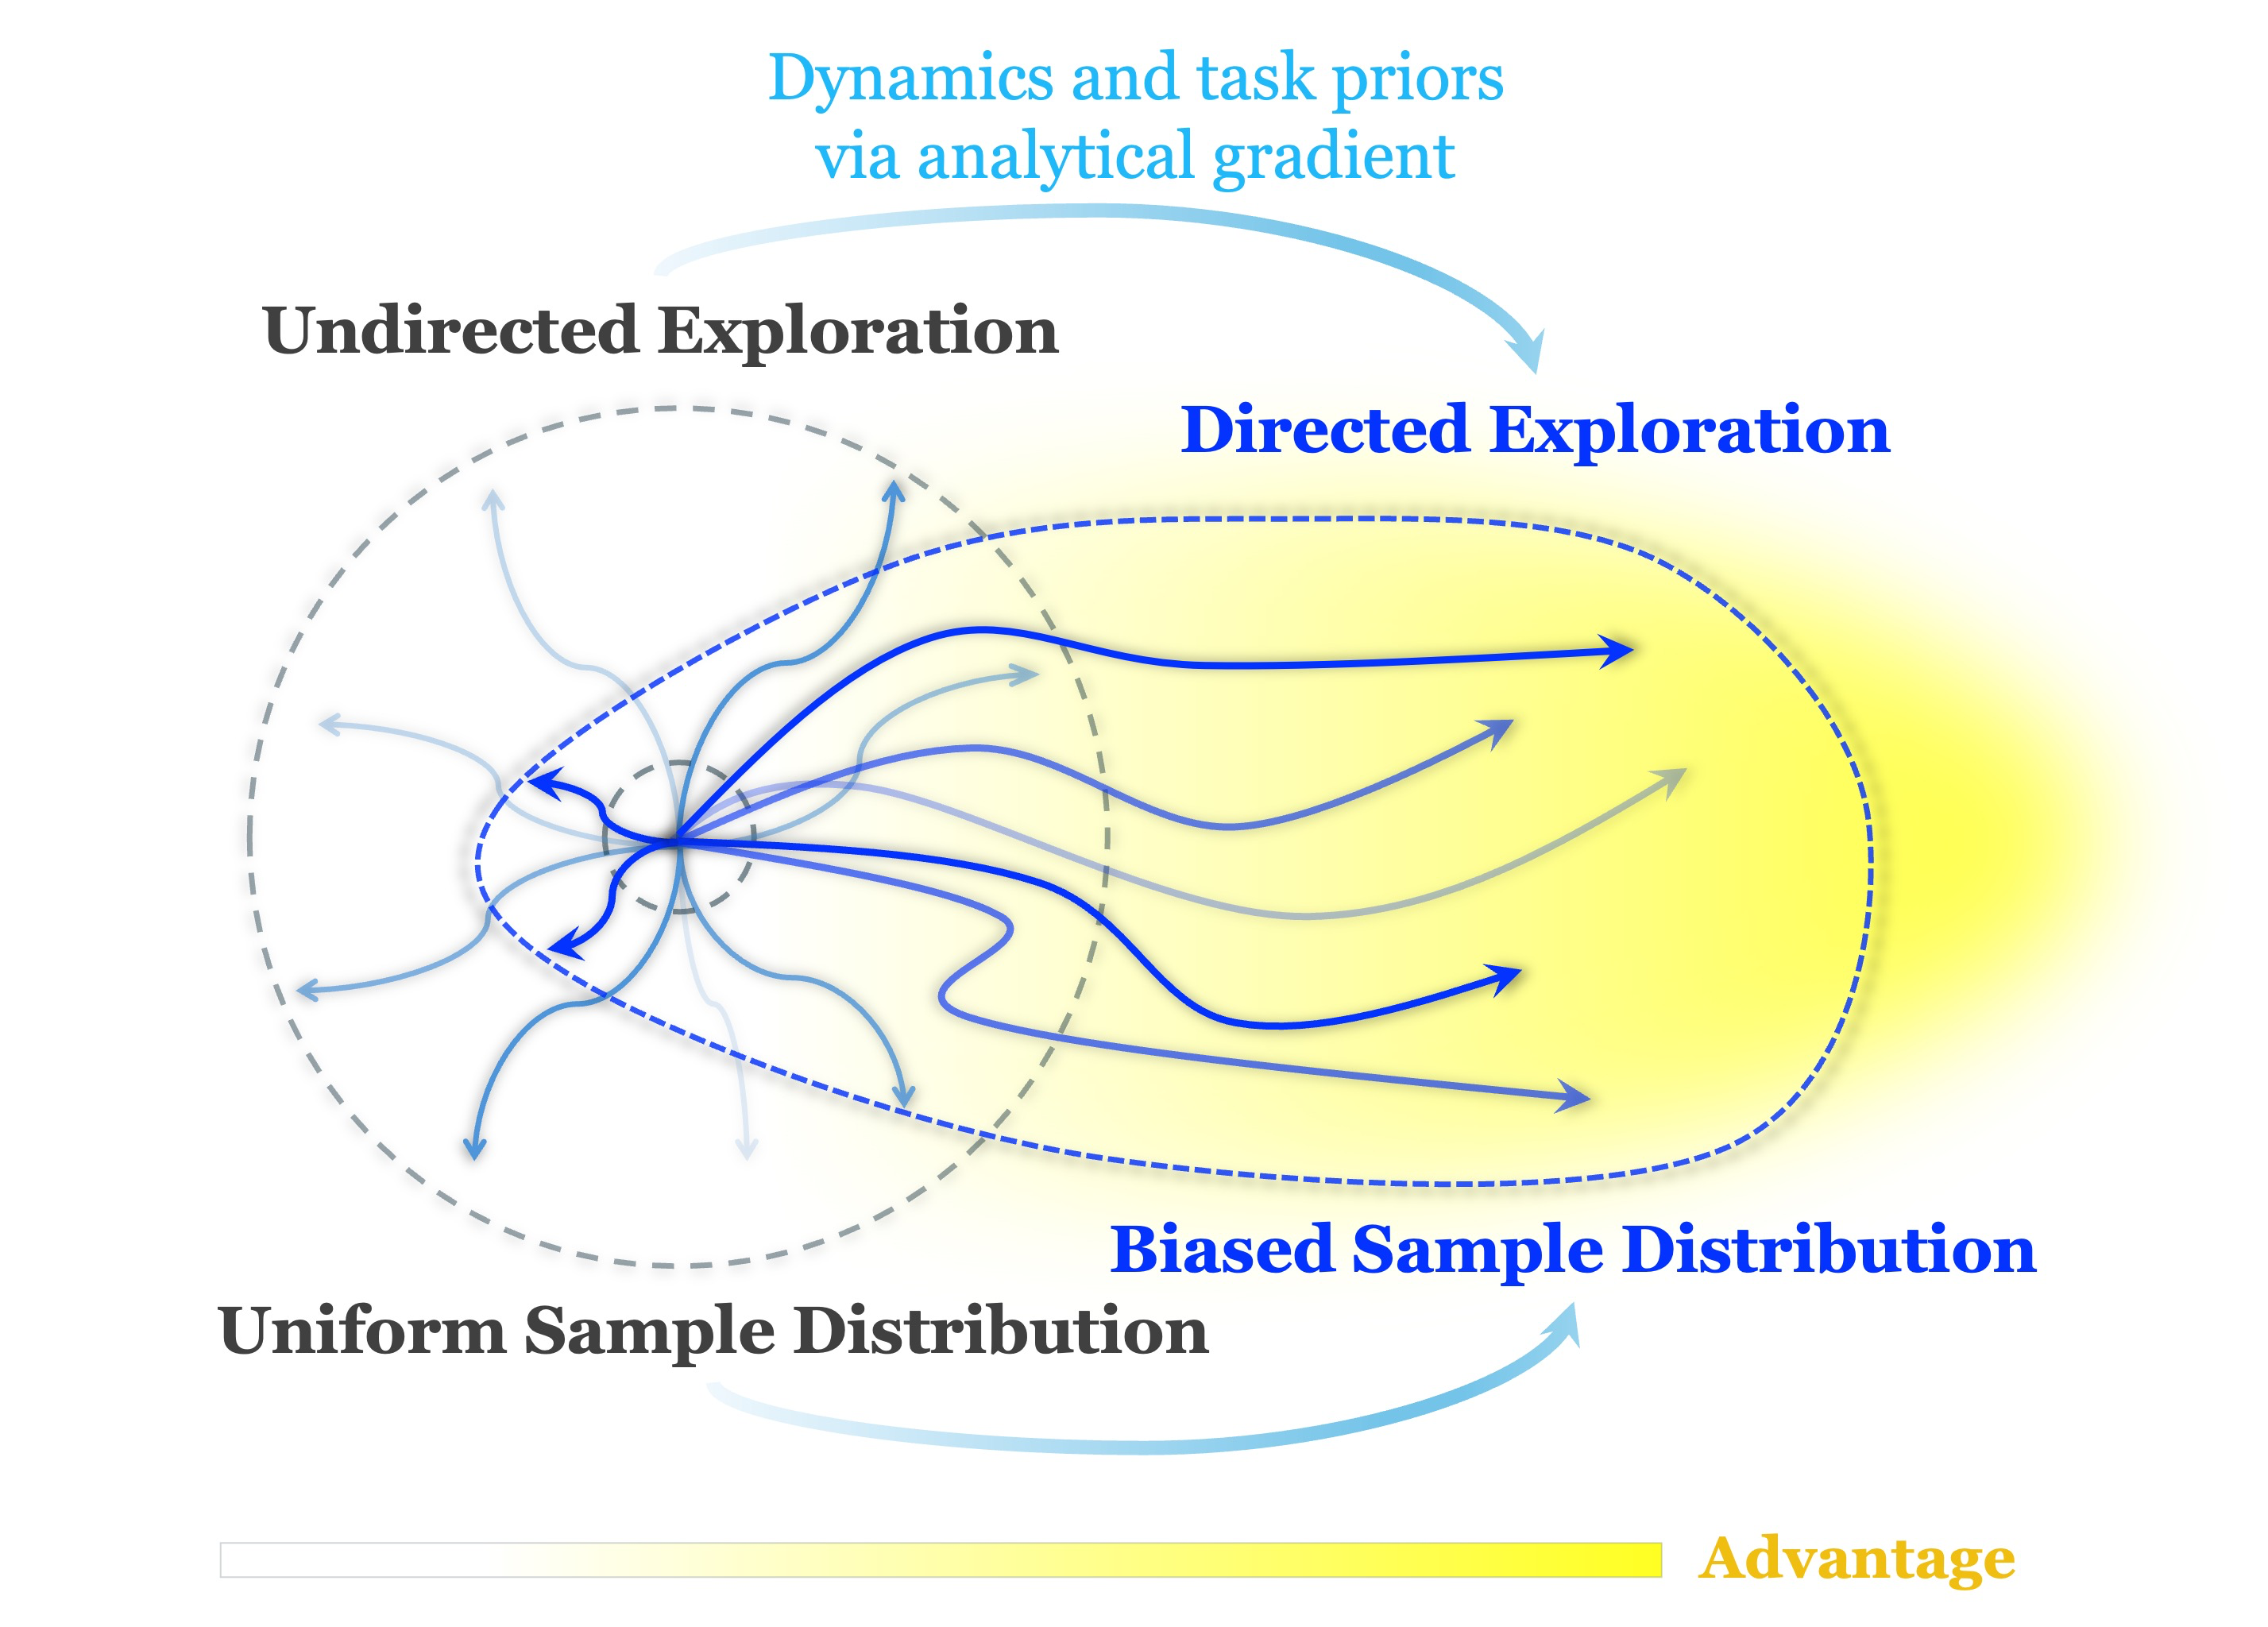 Dynamics and task priors
via analytical gradient
Undirected Exploration
Directed Exploration
Biased Sample Distribution
Uniform Sample Distribution
Advantage